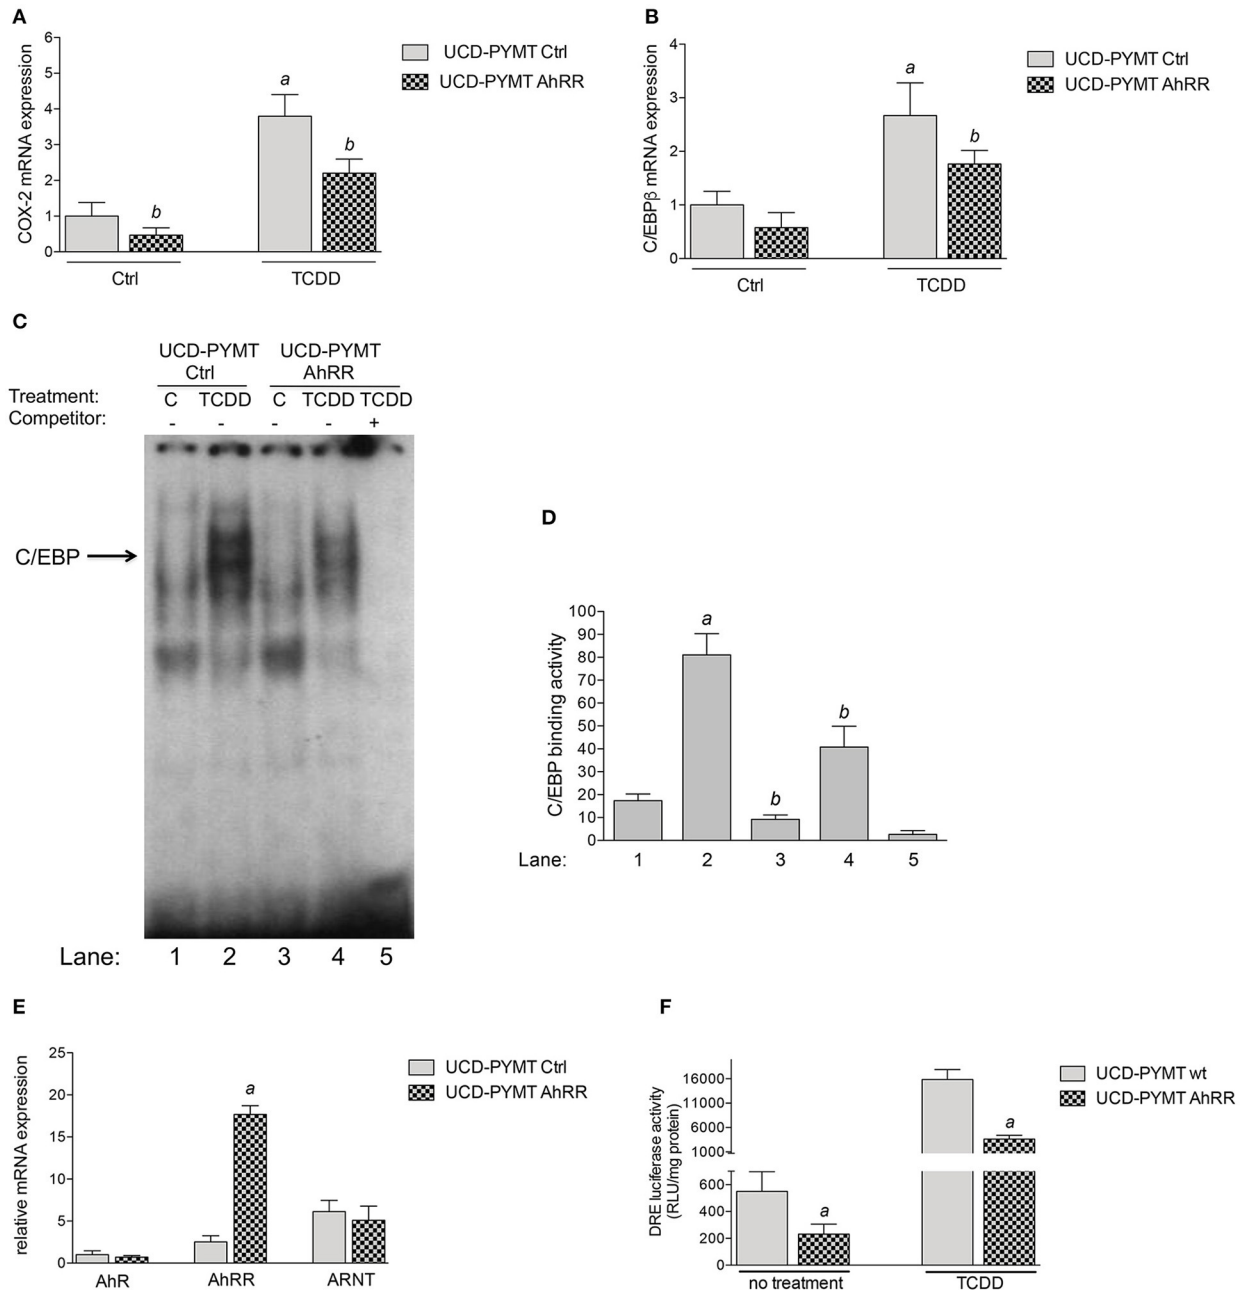 A
COX-2 mRNA expression
6
5
4
3
2
1
0
b
a
b
Ctrl
TCDD
UCD-PYMT Ctrl
UCD-PYMT AhRR
B
C/EBPβ mRNA expression
4
3
2
1
0
a
b
Ctrl
TCDD
UCD-PYMT Ctrl
UCD-PYMT AhRR
C
UCD-PYMT UCD-PYMT
Ctrl AhRR
Treatment: C TCDD C TCDD TCDD
Competitor: - - - - +
C/EBP
Lane: 1 2 3 4 5
D
C/EBP binding activity
100
90
80
70
60
50
40
30
20
10
0
a
b
b
Lane: 1 2 3 4 5
E
relative mRNA expression
25
20
15
10
5
0
a
AhR AhRR ARNT
UCD-PYMT Ctrl
UCD-PYMT AhRR
F
DRE luciferase activity
(RLU/mg protein)
16000
11000
6000
1000
600
400
200
0
a
a
no treatment TCDD
UCD-PYMT wt
UCD-PYMT AhRR